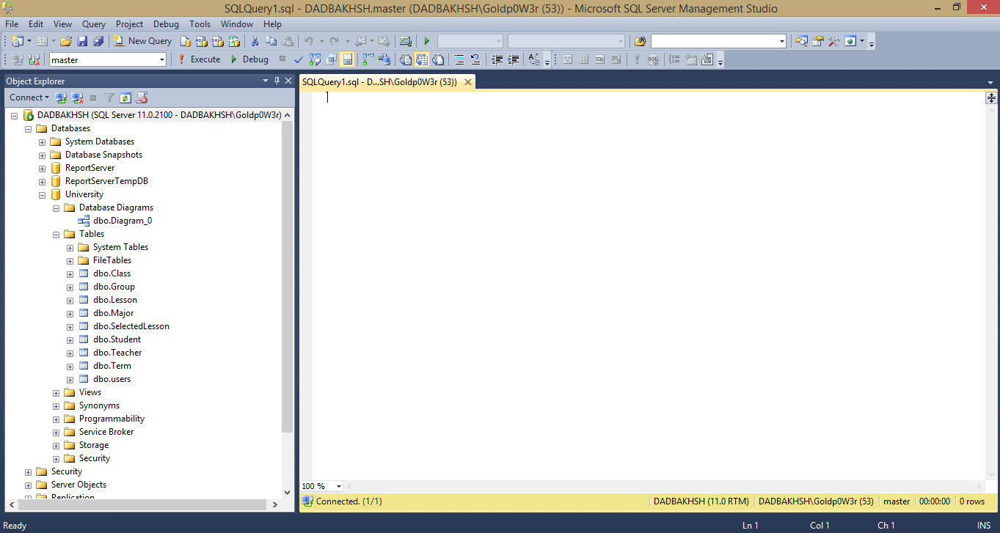 SQLQuery1.sql - DADBAKHSH.master (DADBAKHSH\Goldp0W3r (53)) - Microsoft SQL Server Management Studio
File Edit View Query Project Debug Tools Window Help
New Query
master Execute Debug
Object Explorer
SQLQuery1.sql - D...SH\Goldp0W3r (53))
Connect
DADBAKHSH (SQL Server 11.0.2100 - DADBAKHSH\Goldp0W3r)
Databases
System Databases
Database Snapshots
ReportServer
ReportServerTempDB
University
Database Diagrams
dbo.Diagram_0
Tables
System Tables
FileTables
dbo.Class
dbo.Group
dbo.Lesson
dbo.Major
dbo.SelectedLesson
dbo.Student
dbo.Teacher
dbo.Term
dbo.users
Views
Synonyms
Programmability
Service Broker
Storage
Security
Security
Server Objects
Replication
100 %
Connected. (1/1) DADBAKHSH (11.0 RTM) DADBAKHSH\Goldp0W3r (53) master 00:00:00 0 rows
Ready Ln 1 Col 1 Ch 1 INS